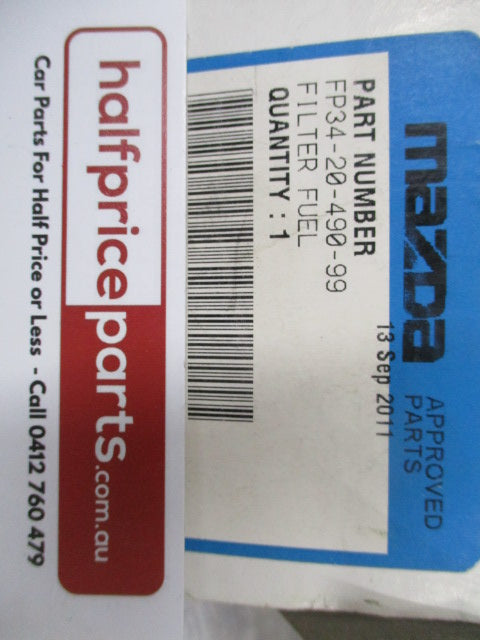 mazda
APPROVED
PARTS
13 Sep 2011
PART NUMBER
FP34-20-490-99
FILTER FUEL
QUANTITY : 1
halfpriceparts.com.au
Car Parts For Half Price or Less - Call 0412 760 479